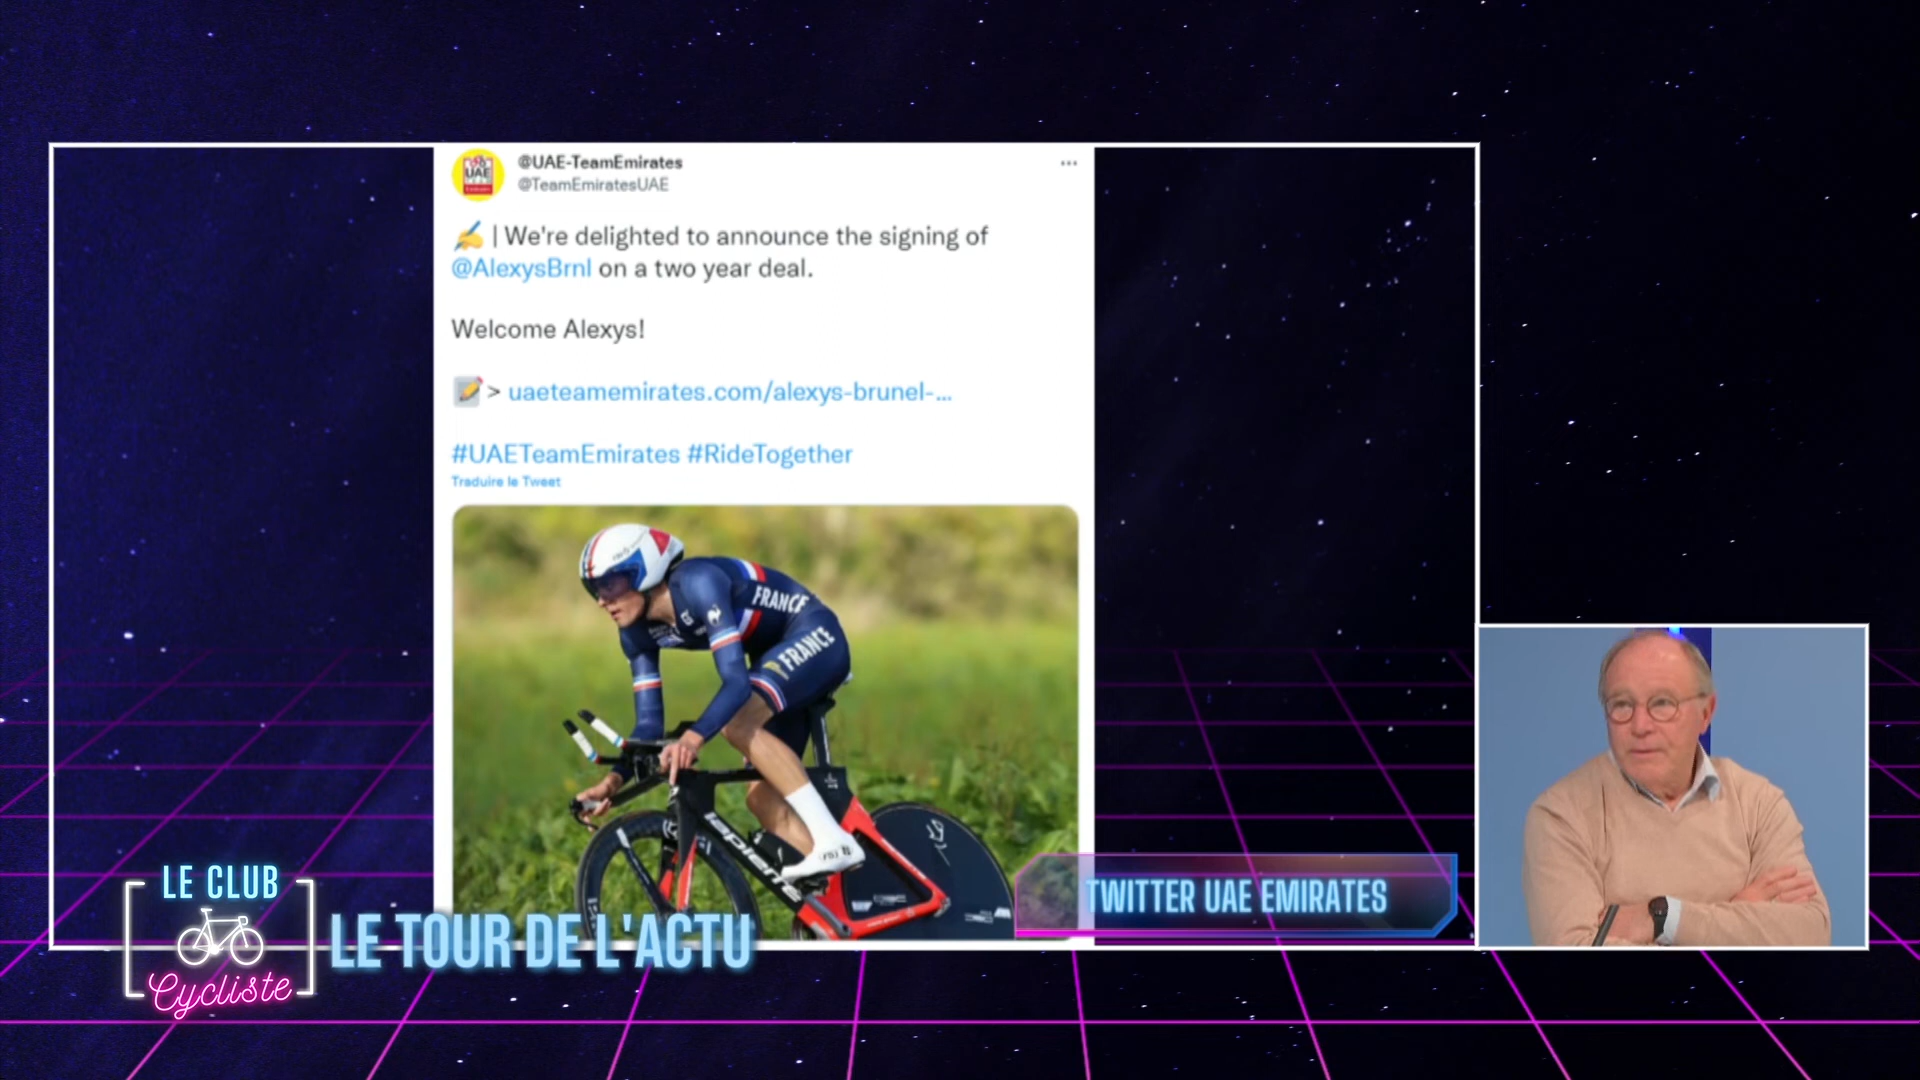 @UAE-TeamEmirates
@TeamEmiratesUAE
UAE
✍️ | We're delighted to announce the signing of
@AlexysBrnl on a two year deal.
Welcome Alexys!
📝 > uaeteamemirates.com/alexys-brunel-...
#UAETeamEmirates #RideTogether
Traduire le Tweet
FRANCE
FRANCE
lapierre
TWITTER UAE EMIRATES
LE CLUB
Cycliste
LE TOUR DE L'ACTU